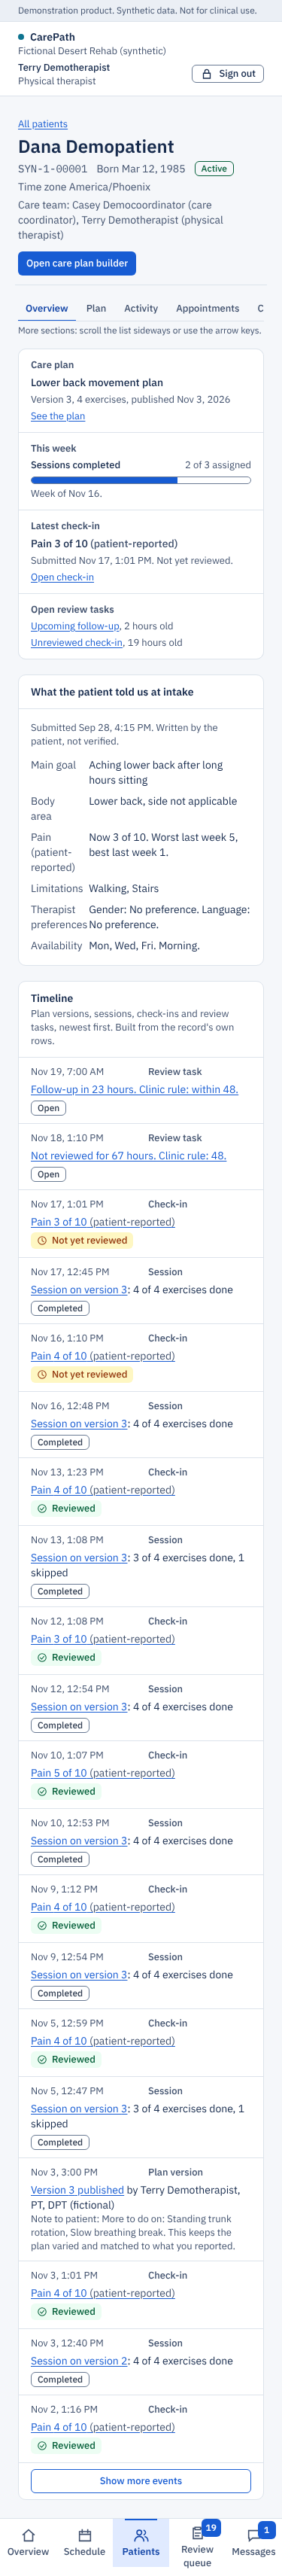 Demonstration product. Synthetic data. Not for clinical use.
CarePath
Fictional Desert Rehab (synthetic)
Terry Demotherapist
Physical therapist
Sign out
All patients
Dana Demopatient
SYN-1-00001 Born Mar 12, 1985 Active
Time zone America/Phoenix
Care team: Casey Democoordinator (care
coordinator), Terry Demotherapist (physical
therapist)
Open care plan builder
Overview Plan Activity Appointments C
More sections: scroll the list sideways or use the arrow keys.
Care plan
Lower back movement plan
Version 3, 4 exercises, published Nov 3, 2026
See the plan
This week
Sessions completed 2 of 3 assigned
Week of Nov 16.
Latest check-in
Pain 3 of 10 (patient-reported)
Submitted Nov 17, 1:01 PM. Not yet reviewed.
Open check-in
Open review tasks
Upcoming follow-up, 2 hours old
Unreviewed check-in, 19 hours old
What the patient told us at intake
Submitted Sep 28, 4:15 PM. Written by the
patient, not verified.
Main goal Aching lower back after long
hours sitting
Body
area Lower back, side not applicable
Pain
(patient-
reported) Now 3 of 10. Worst last week 5,
best last week 1.
Limitations Walking, Stairs
Therapist
preferences Gender: No preference. Language:
No preference.
Availability Mon, Wed, Fri. Morning.
Timeline
Plan versions, sessions, check-ins and review
tasks, newest first. Built from the record's own
rows.
Nov 19, 7:00 AM Review task
Follow-up in 23 hours. Clinic rule: within 48.
Open
Nov 18, 1:10 PM Review task
Not reviewed for 67 hours. Clinic rule: 48.
Open
Nov 17, 1:01 PM Check-in
Pain 3 of 10 (patient-reported)
Not yet reviewed
Nov 17, 12:45 PM Session
Session on version 3: 4 of 4 exercises done
Completed
Nov 16, 1:10 PM Check-in
Pain 4 of 10 (patient-reported)
Not yet reviewed
Nov 16, 12:48 PM Session
Session on version 3: 4 of 4 exercises done
Completed
Nov 13, 1:23 PM Check-in
Pain 4 of 10 (patient-reported)
Reviewed
Nov 13, 1:08 PM Session
Session on version 3: 3 of 4 exercises done, 1
skipped
Completed
Nov 12, 1:08 PM Check-in
Pain 3 of 10 (patient-reported)
Reviewed
Nov 12, 12:54 PM Session
Session on version 3: 4 of 4 exercises done
Completed
Nov 10, 1:07 PM Check-in
Pain 5 of 10 (patient-reported)
Reviewed
Nov 10, 12:53 PM Session
Session on version 3: 4 of 4 exercises done
Completed
Nov 9, 1:12 PM Check-in
Pain 4 of 10 (patient-reported)
Reviewed
Nov 9, 12:54 PM Session
Session on version 3: 4 of 4 exercises done
Completed
Nov 5, 12:59 PM Check-in
Pain 4 of 10 (patient-reported)
Reviewed
Nov 5, 12:47 PM Session
Session on version 3: 3 of 4 exercises done, 1
skipped
Completed
Nov 3, 3:00 PM Plan version
Version 3 published by Terry Demotherapist,
PT, DPT (fictional)
Note to patient: More to do on: Standing trunk
rotation, Slow breathing break. This keeps the
plan varied and matched to what you reported.
Nov 3, 1:01 PM Check-in
Pain 4 of 10 (patient-reported)
Reviewed
Nov 3, 12:40 PM Session
Session on version 2: 4 of 4 exercises done
Completed
Nov 2, 1:16 PM Check-in
Pain 4 of 10 (patient-reported)
Reviewed
Show more events
Overview Schedule Patients Review
queue 19 Messages 1